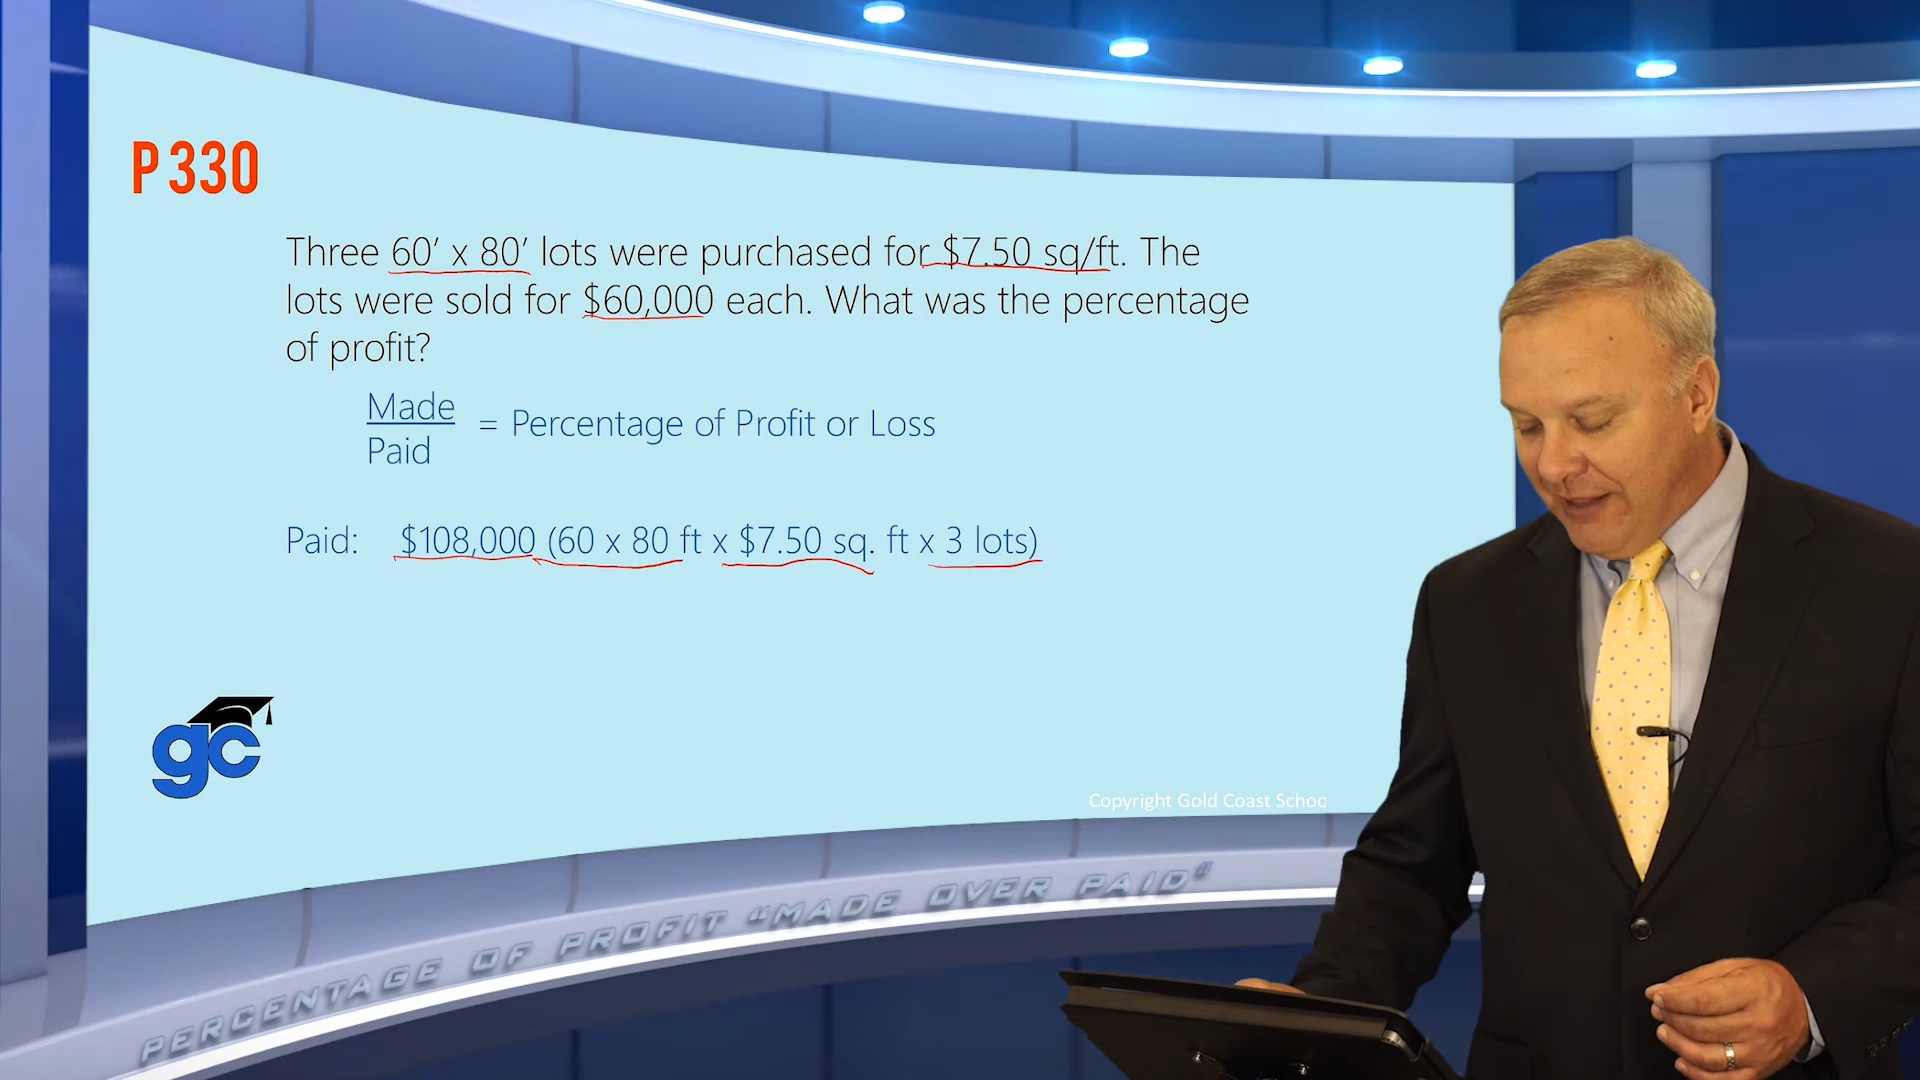 P 330
Three 60’ x 80’ lots were purchased for $7.50 sq/ft. The
lots were sold for $60,000 each. What was the percentage
of profit?
Made
Paid
= Percentage of Profit or Loss
Paid: $108,000 (60 x 80 ft x $7.50 sq. ft x 3 lots)
gc
Copyright Gold Coast Schoo
PERCENTAGE OF PROFIT “MADE OVER PAID”